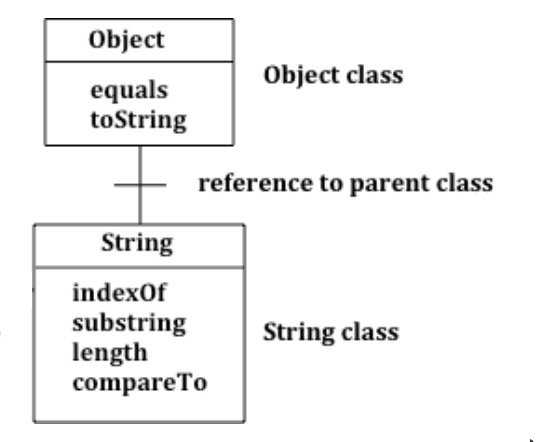 Object
equals
toString
Object class
reference to parent class
String
indexOf
substring
length
compareTo
String class